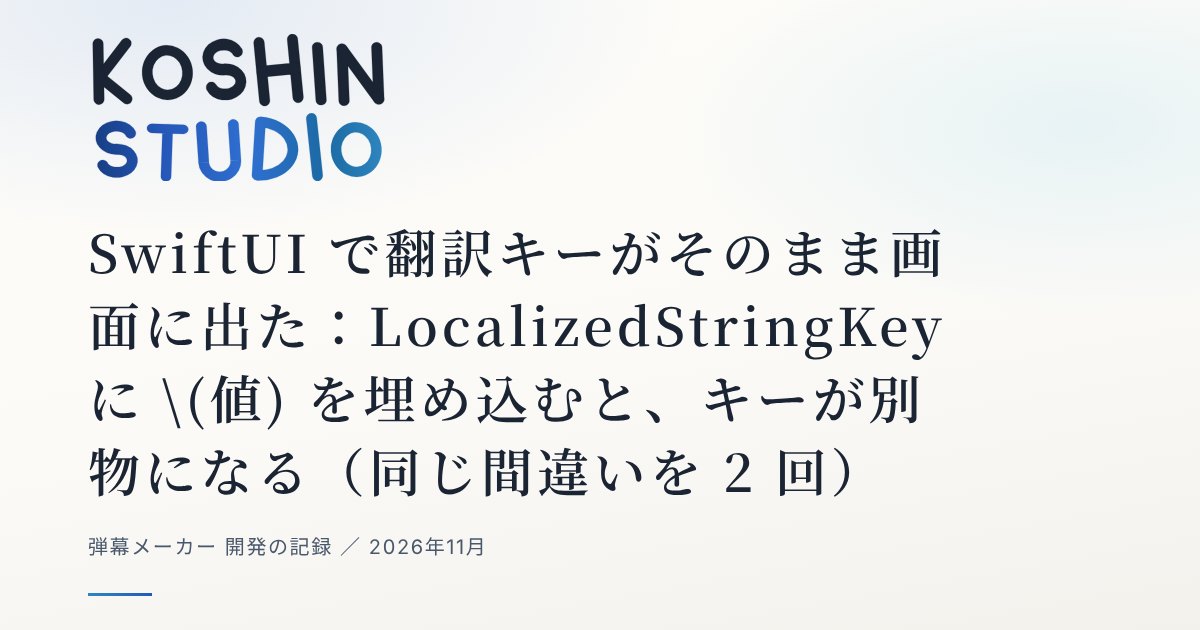 KOSHIN
STUDIO
SwiftUI で翻訳キーがそのまま画
面に出た：LocalizedStringKey
に \(値) を埋め込むと、キーが別
物になる（同じ間違いを 2 回）
弾幕メーカー 開発の記録 ／ 2026年11月